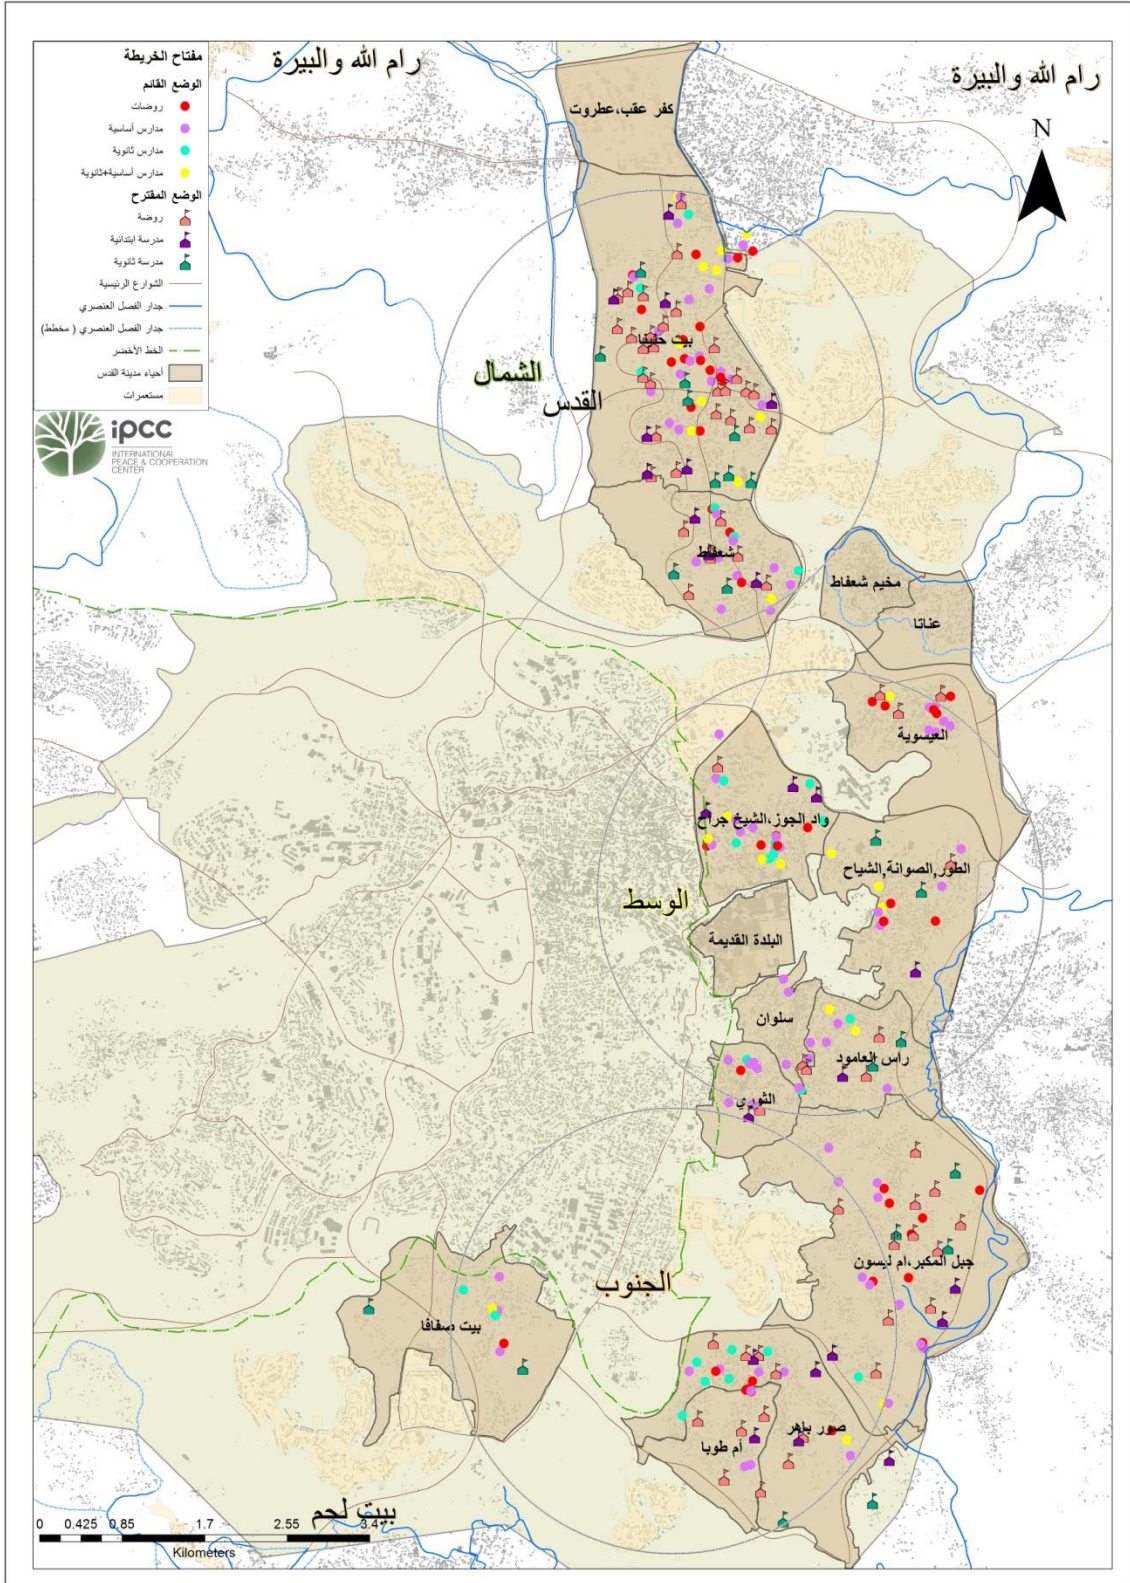 رام الله والبيرة
رام الله والبيرة
مفتاح الخريطة
الوضع القائم
روضات
مدارس أساسية
مدارس ثانوية
مدارس أساسية+ثانوية
الوضع المقترح
روضة
مدرسة ابتدائية
مدرسة ثانوية
الشوارع الرئيسية
جدار الفصل العنصري
جدار الفصل العنصري ( مخطط)
الخط الأخضر
أحياء مدينة القدس
مستعمرات
ipcc
INTERNATIONAL
PEACE & COOPERATION
CENTER
N
كفر عقب،عطروت
بيت حنينا
الشمال
القدس
شعفاط
مخيم شعفاط
عناتا
العيسوية
واد الجوز،الشيخ جراح
الطور,الصوانة,الشياح
الوسط
البلدة القديمة
سلوان
راس العامود
الثوري
جبل المكبر،ام ليسون
الجنوب
بيت صفافا
صور باهر
أم طوبا
بيت لحم
0 0.425 0.85 1.7 2.55 3.4
Kilometers